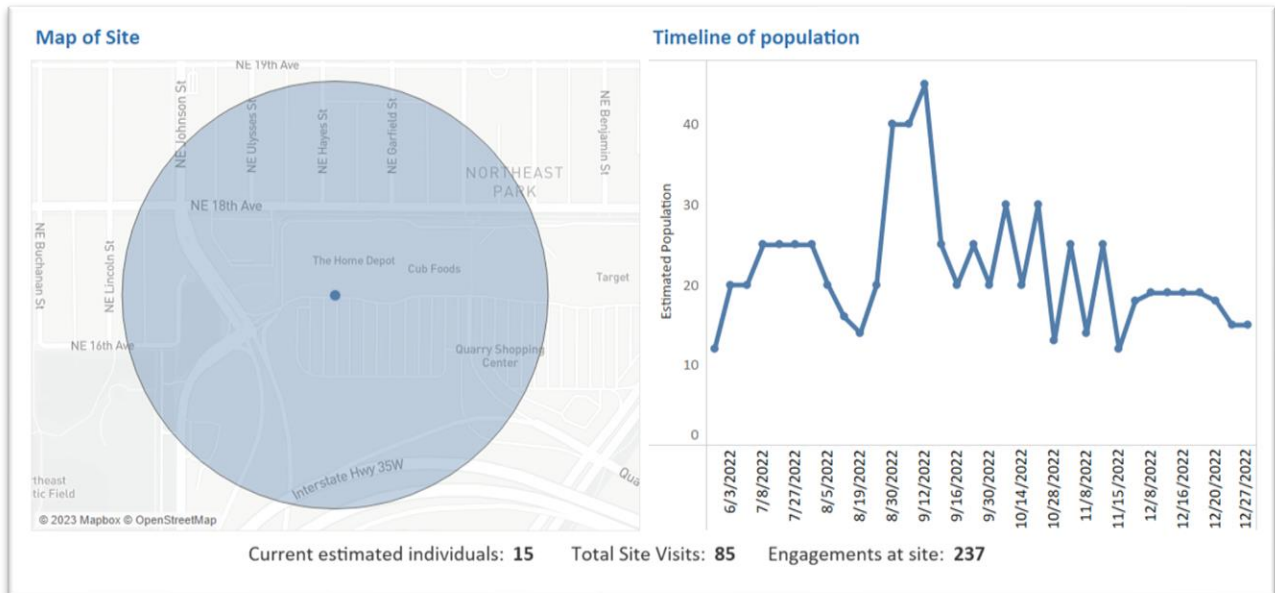 Map of Site
NE 19th Ave
NE Johnson St
NE Ulysses St
NE Hayes St
NE Garfield St
NE Benjamin St
NORTHEAST
PARK
NE 18th Ave
NE Buchanan St
NE Lincoln St
The Home Depot
Cub Foods
Target
NE 16th Ave
Quarry Shopping
Center
Interstate Hwy 35W
Qua
theast
tic Field
© 2023 Mapbox © OpenStreetMap
Timeline of population
Estimated Population
40
30
20
10
0
6/3/2022
7/8/2022
7/27/2022
8/5/2022
8/19/2022
8/30/2022
9/12/2022
9/16/2022
9/30/2022
10/14/2022
10/28/2022
11/8/2022
11/15/2022
12/8/2022
12/16/2022
12/20/2022
12/27/2022
Current estimated individuals: 15 Total Site Visits: 85 Engagements at site: 237